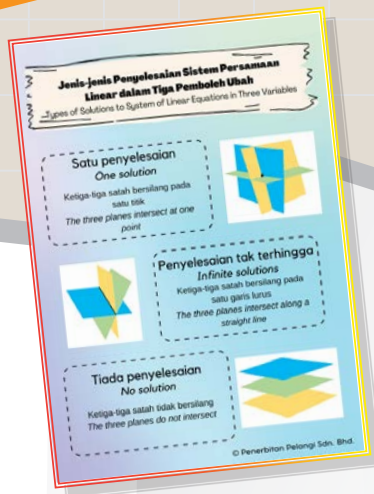 Jenis-jenis Penyelesaian Sistem Persamaan
Linear dalam Tiga Pemboleh Ubah
Types of Solutions to System of Linear Equations in Three Variables
Satu penyelesaian
One solution
Ketiga-tiga satah bersilang pada
satu titik
The three planes intersect at one
point
Penyelesaian tak terhingga
Infinite solutions
Ketiga-tiga satah bersilang pada
satu garis lurus
The three planes intersect along a
straight line
Tiada penyelesaian
No solution
Ketiga-tiga satah tidak bersilang
The three planes do not intersect
© Penerbitan Pelangi Sdn. Bhd.